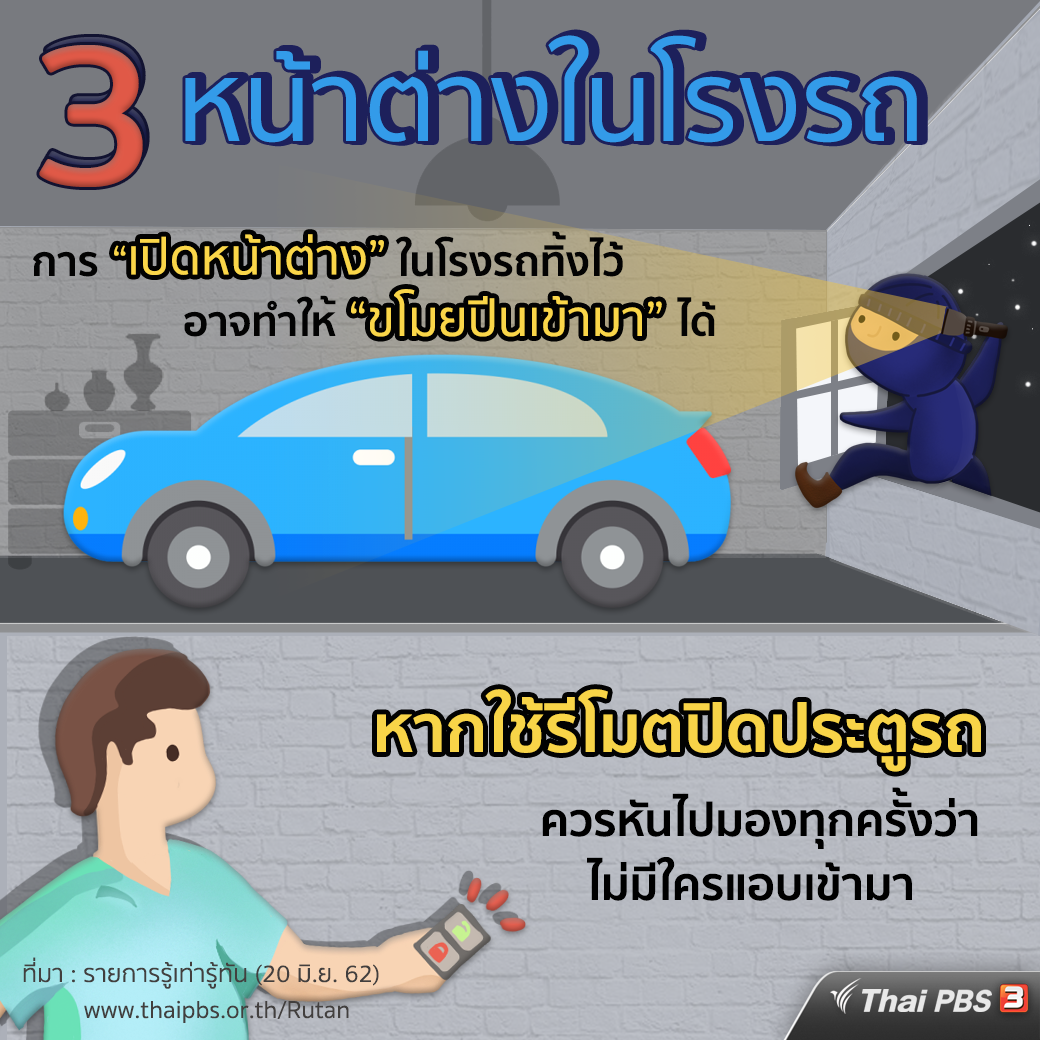 3 หน้าต่างในโรงรถ
การ “เปิดหน้าต่าง” ในโรงรถทิ้งไว้
อาจทำให้ “ขโมยปีนเข้ามา” ได้
หากใช้รีโมตปิดประตูรถ
ควรหันไปมองทุกครั้งว่า
ไม่มีใครแอบเข้ามา
ที่มา : รายการรู้เท่ารู้ทัน (20 มิ.ย. 62)
www.thaipbs.or.th/Rutan
Thai PBS 3